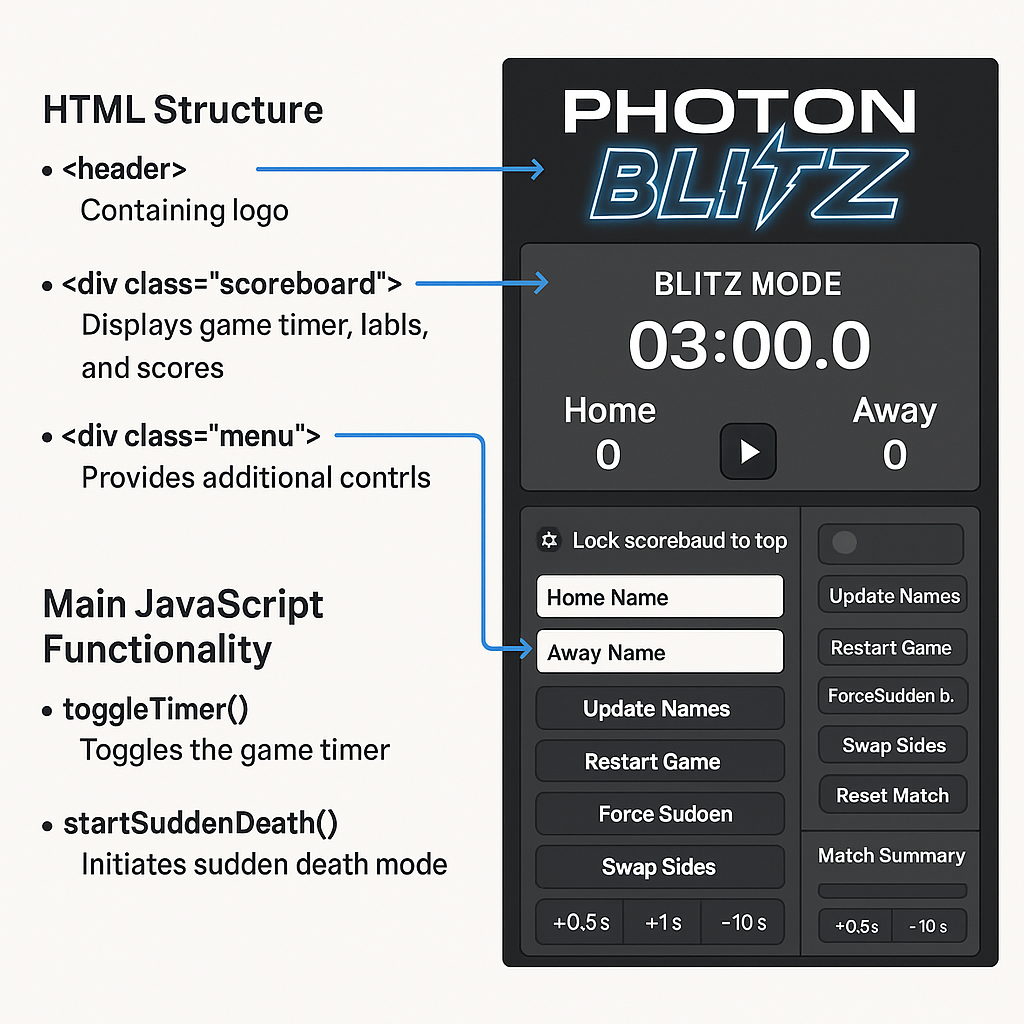 HTML Structure
• <header>
Containing logo
• <div class="scoreboard">
Displays game timer, labls,
and scores
• <div class="menu">
Provides additional contrls
Main JavaScript
Functionality
• toggleTimer()
Toggles the game timer
• startSuddenDeath()
Initiates sudden death mode
PHOTON
BLITZ
BLITZ MODE
03:00.0
Home
Away
0
0
Lock scorebaud to top
Home Name
Away Name
Update Names
Restart Game
Force Sudoen
Swap Sides
+0.5 s
+1 s
-10 s
Update Names
Restart Game
ForceSudden b.
Swap Sides
Reset Match
Match Summary
+0.5 s
- 10 s